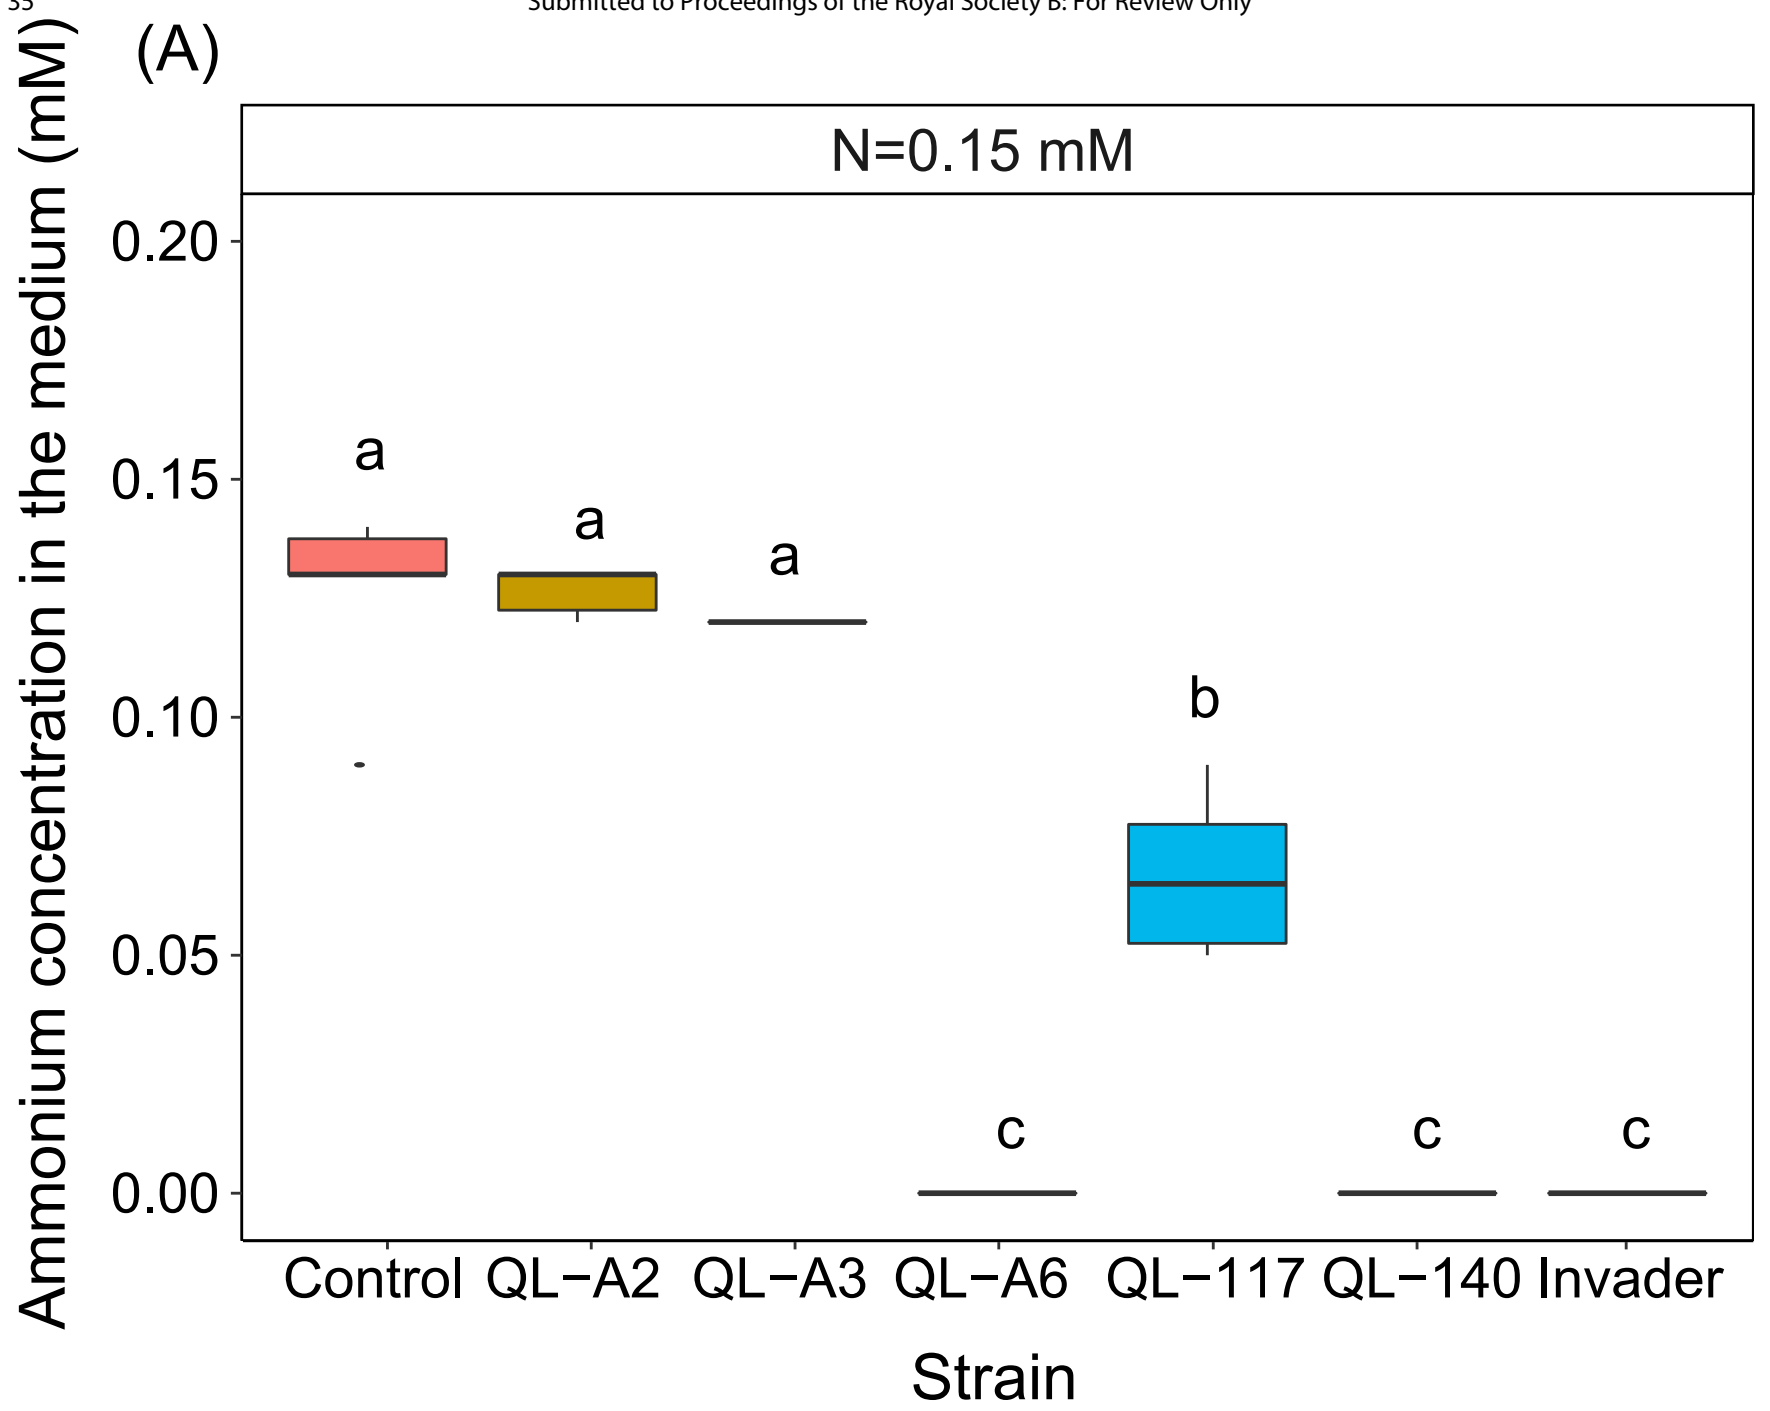 35 Submitted to Proceedings of the Royal Society B: For Review Only
(A)
N=0.15 mM
Ammonium concentration in the medium (mM)
0.20
0.15
0.10
0.05
0.00
a
a
a
b
c
c
c
Control QL−A2 QL−A3 QL−A6 QL−117 QL−140 Invader
Strain